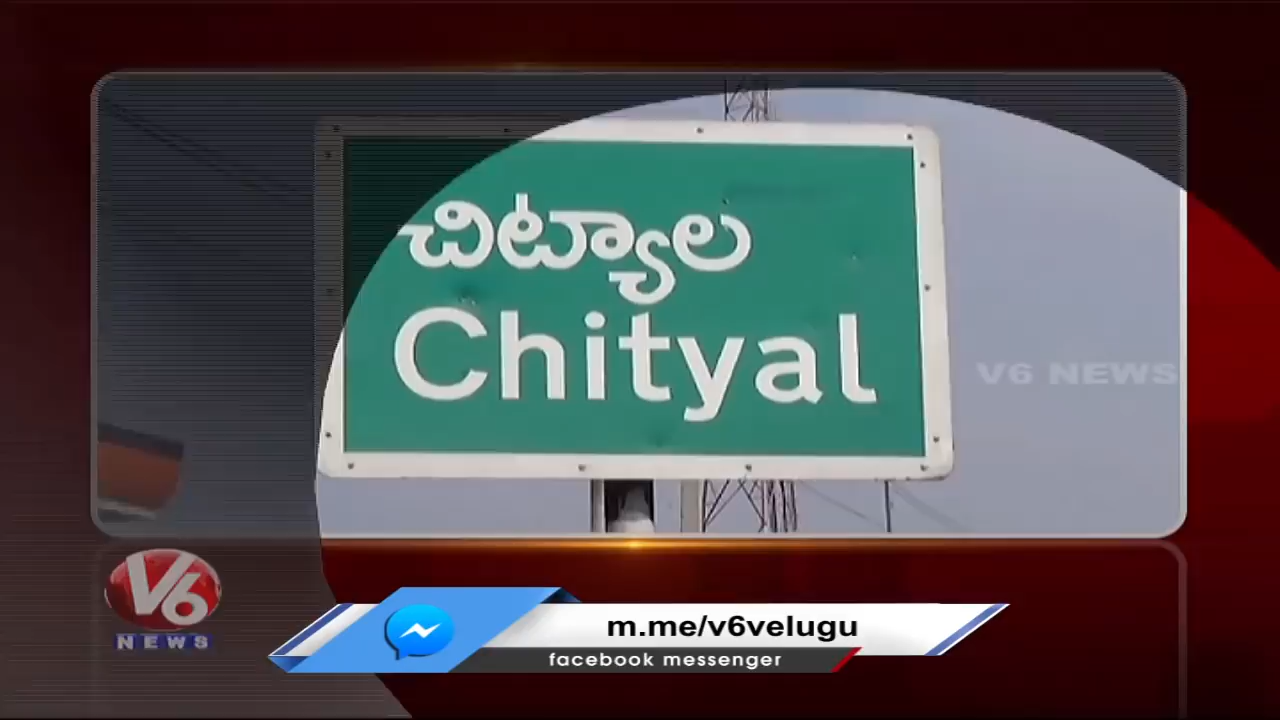 చిట్యాల
Chityal
V6 NEWS
V6
NEWS
m.me/v6velugu
facebook messenger